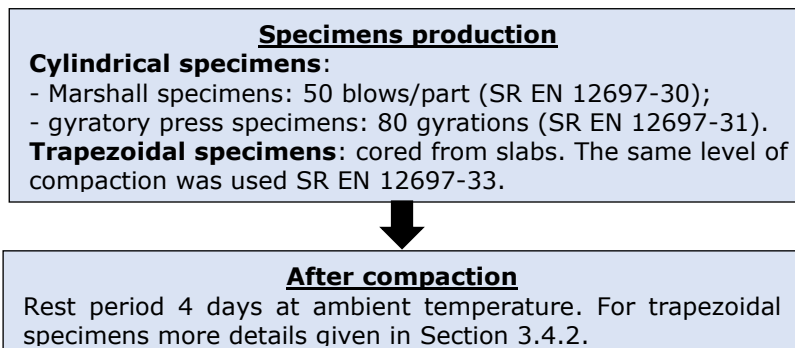 Specimens production
Cylindrical specimens:
- Marshall specimens: 50 blows/part (SR EN 12697-30);
- gyratory press specimens: 80 gyrations (SR EN 12697-31).
Trapezoidal specimens: cored from slabs. The same level of
compaction was used SR EN 12697-33.
After compaction
Rest period 4 days at ambient temperature. For trapezoidal
specimens more details given in Section 3.4.2.